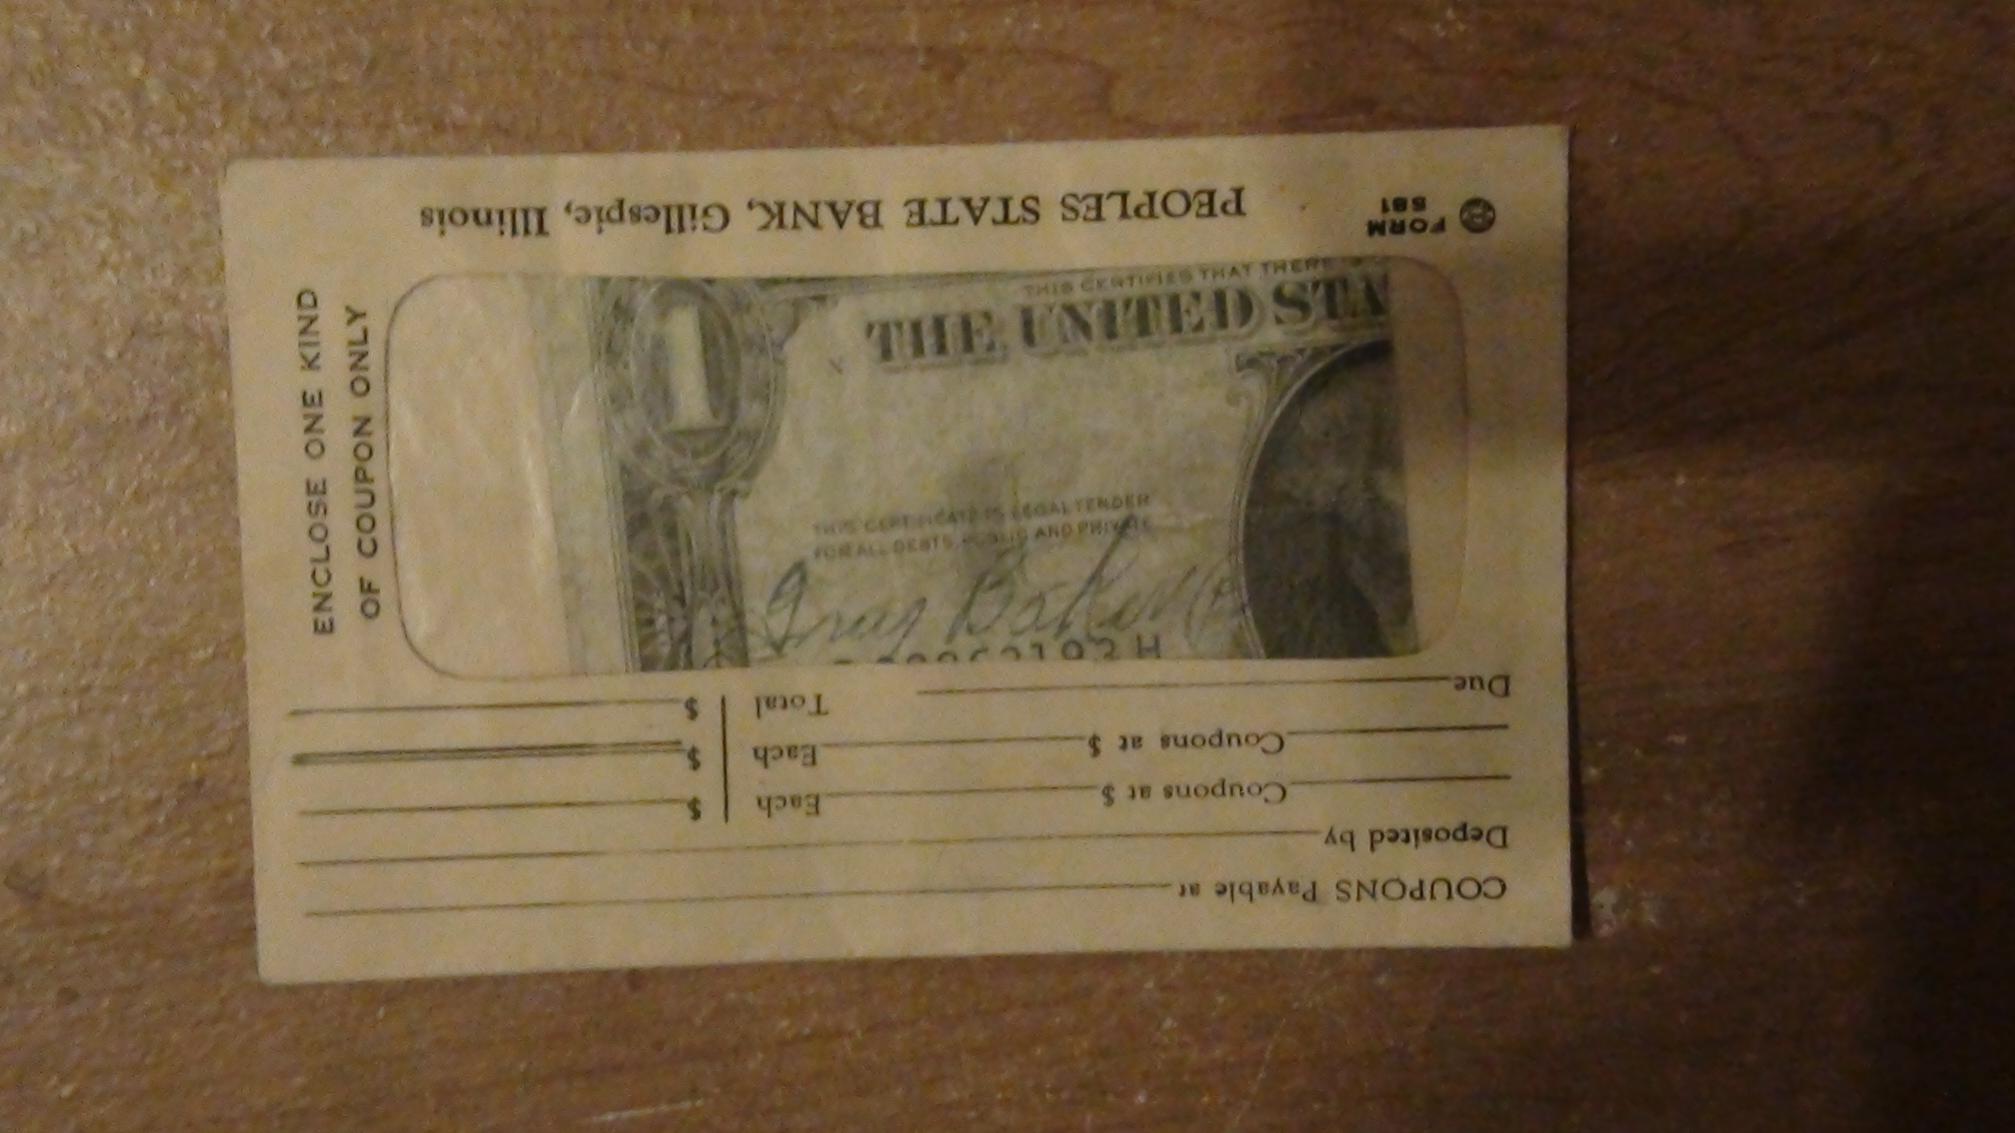 COUPONS Payable at
Deposited by
Coupons at $ Each $
Coupons at $ Each $
Due Total $
ENCLOSE ONE KIND
OF COUPON ONLY
THIS CERTIFIES THAT THERE
THE UNITED STA
1
THIS CERTIFICATE IS LEGAL TENDER
FOR ALL DEBTS, PUBLIC AND PRIVATE
FORM
581
PEOPLES STATE BANK, Gillespie, Illinois